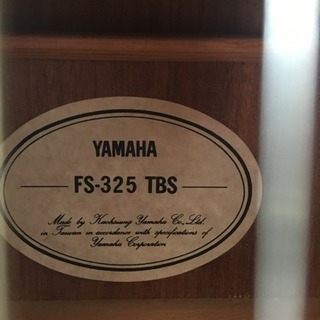 YAMAHA
FS-325 TBS
Made by Kaohsiung Yamaha Co., Ltd.
in Taiwan in accordance with specifications of
Yamaha Corporation